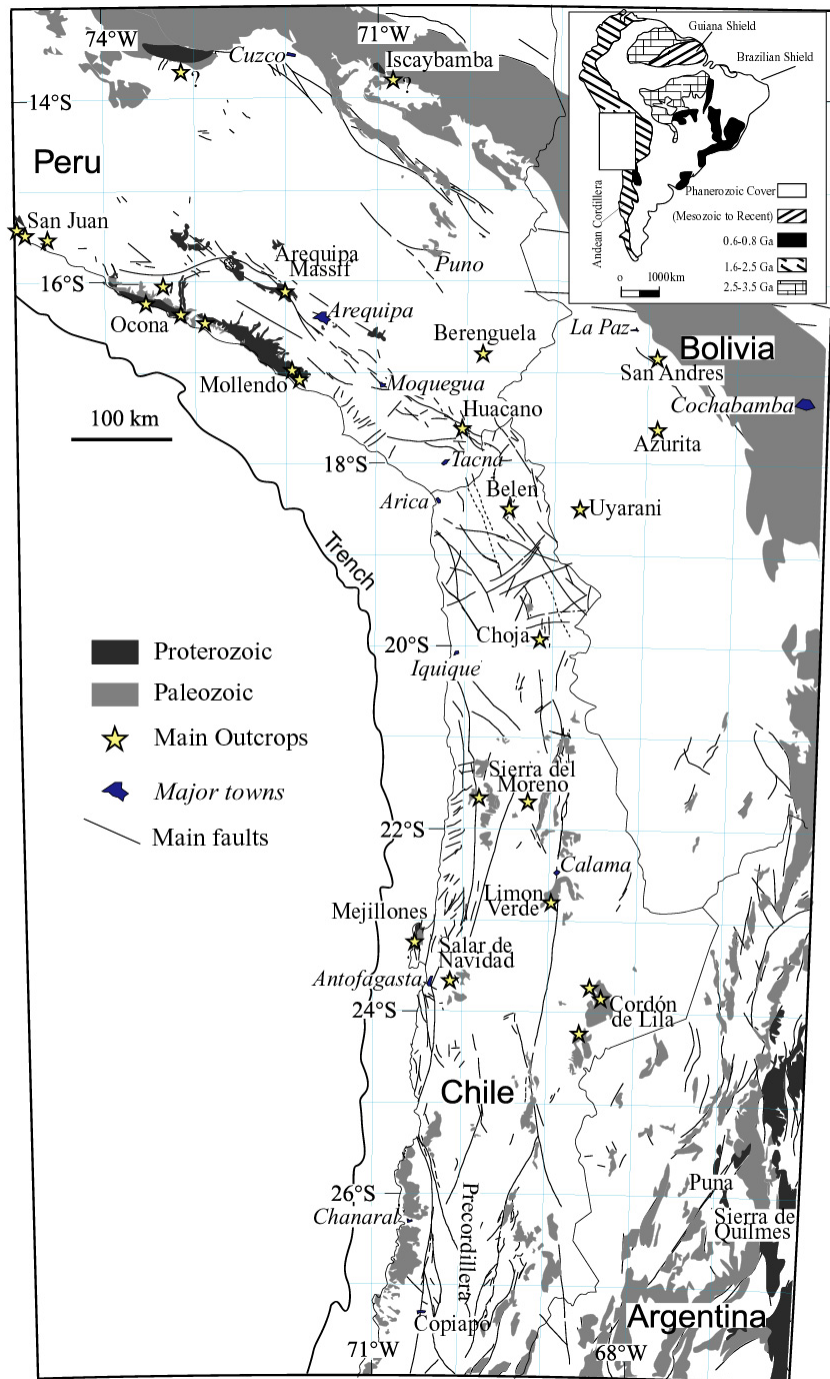 74°W
71°W
Cuzco
Iscaybamba
?
?
14°S
Peru
San Juan
Arequipa
Massif
Puno
16°S
Arequipa
Ocona
Berenguela
La Paz
Bolivia
San Andres
Mollendo
Moquegua
Cochabamba
100 km
Huacano
Azurita
18°S
Tacna
Belen
Arica
Uyarani
Trench
Choja
20°S
Iquique
Proterozoic
Paleozoic
Main Outcrops
Major towns
Main faults
Sierra del
Moreno
22°S
Calama
Limon
Verde
Mejillones
Salar de
Navidad
Antofagasta
Cordón
de Lila
24°S
Chile
Precordillera
Puna
26°S
Chanaral
Sierra de
Quilmes
Copiapo
Argentina
71°W
68°W
Guiana Shield
Brazilian Shield
Andean Cordillera
Phanerozoic Cover
(Mesozoic to Recent)
0.6-0.8 Ga
1.6-2.5 Ga
2.5-3.5 Ga
o 1000km